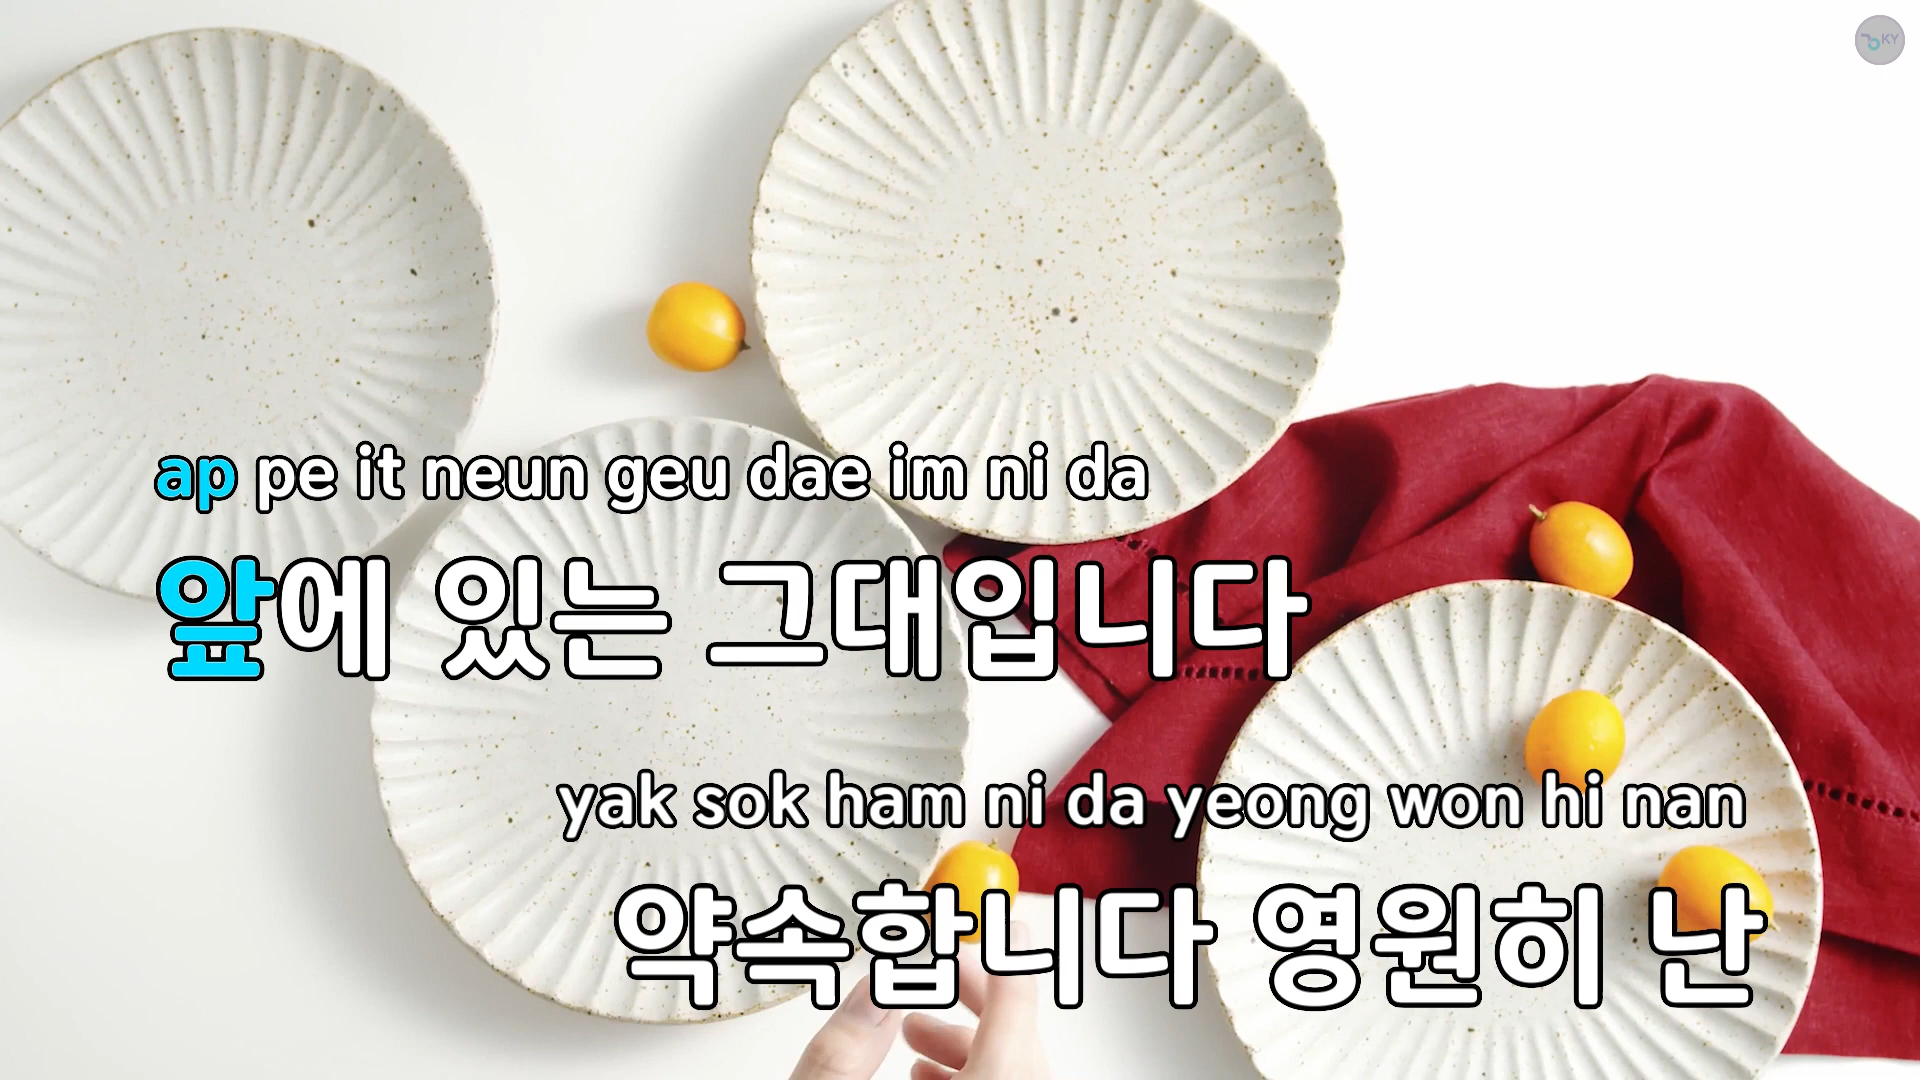 KY
ap pe it neun geu dae im ni da
앞에 있는 그대입니다
yak sok ham ni da yeong won hi nan
약속합니다 영원히 난